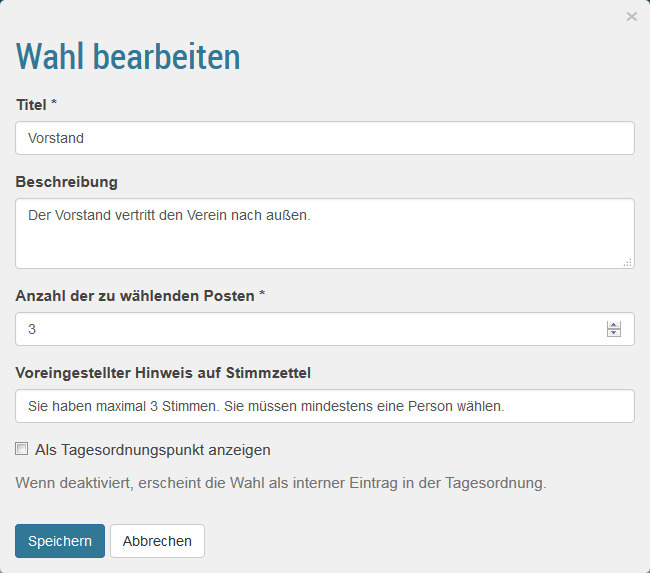 ×
Wahl bearbeiten
Titel *
Vorstand
Beschreibung
Der Vorstand vertritt den Verein nach außen.
Anzahl der zu wählenden Posten *
3
Voreingestellter Hinweis auf Stimmzettel
Sie haben maximal 3 Stimmen. Sie müssen mindestens eine Person wählen.
Als Tagesordnungspunkt anzeigen
Wenn deaktiviert, erscheint die Wahl als interner Eintrag in der Tagesordnung.
Speichern Abbrechen